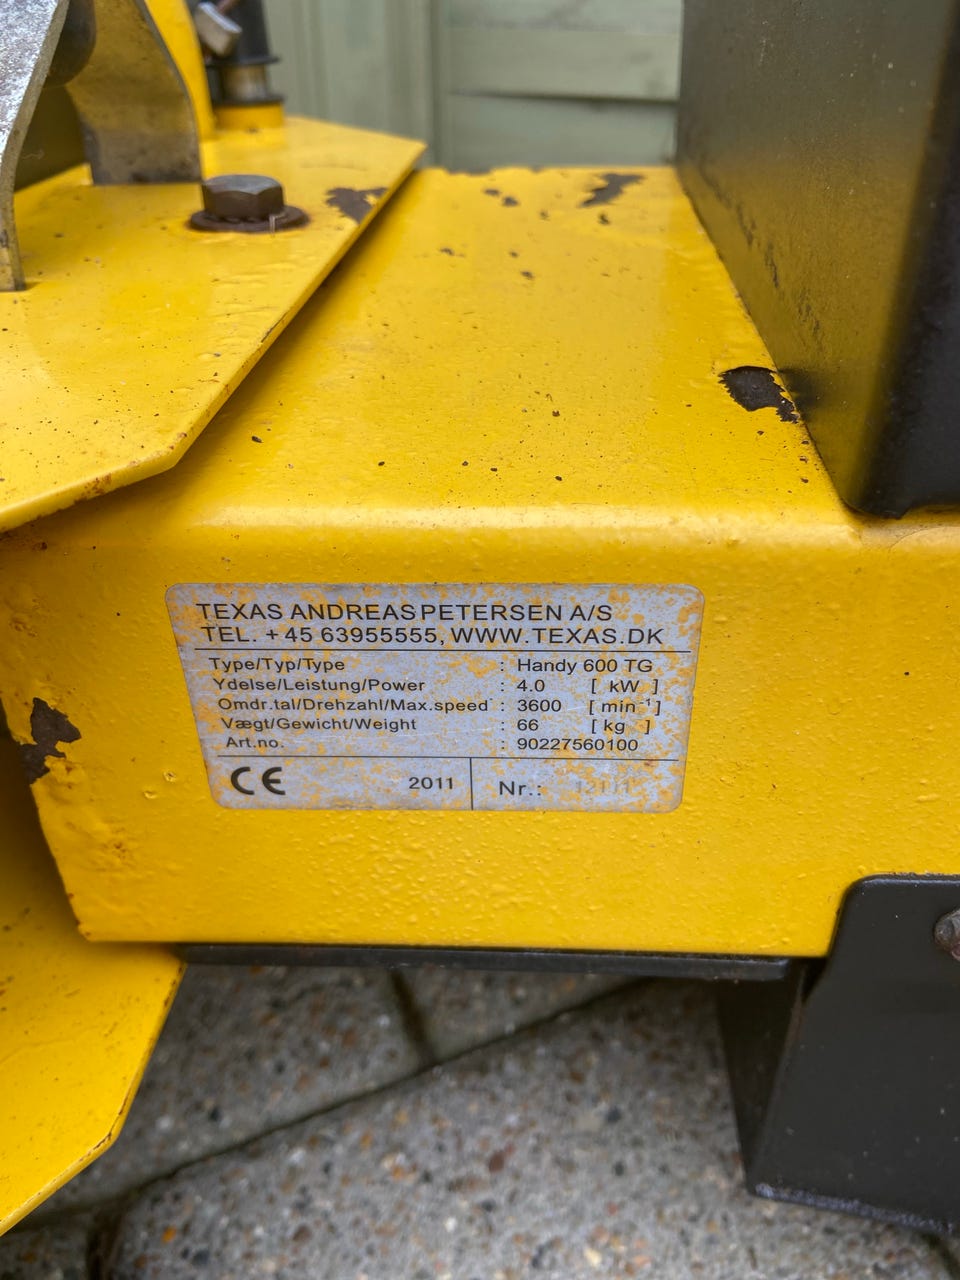 TEXAS ANDREAS PETERSEN A/S
TEL. +45 63955555, WWW.TEXAS.DK
Type/Typ/Type : Handy 600 TG
Ydelse/Leistung/Power : 4.0 [ kW ]
Omdr.tal/Drehzahl/Max.speed : 3600 [ min⁻¹]
Vægt/Gewicht/Weight : 66 [kg ]
Art.no. : 90227560100
CE 2011 Nr.: